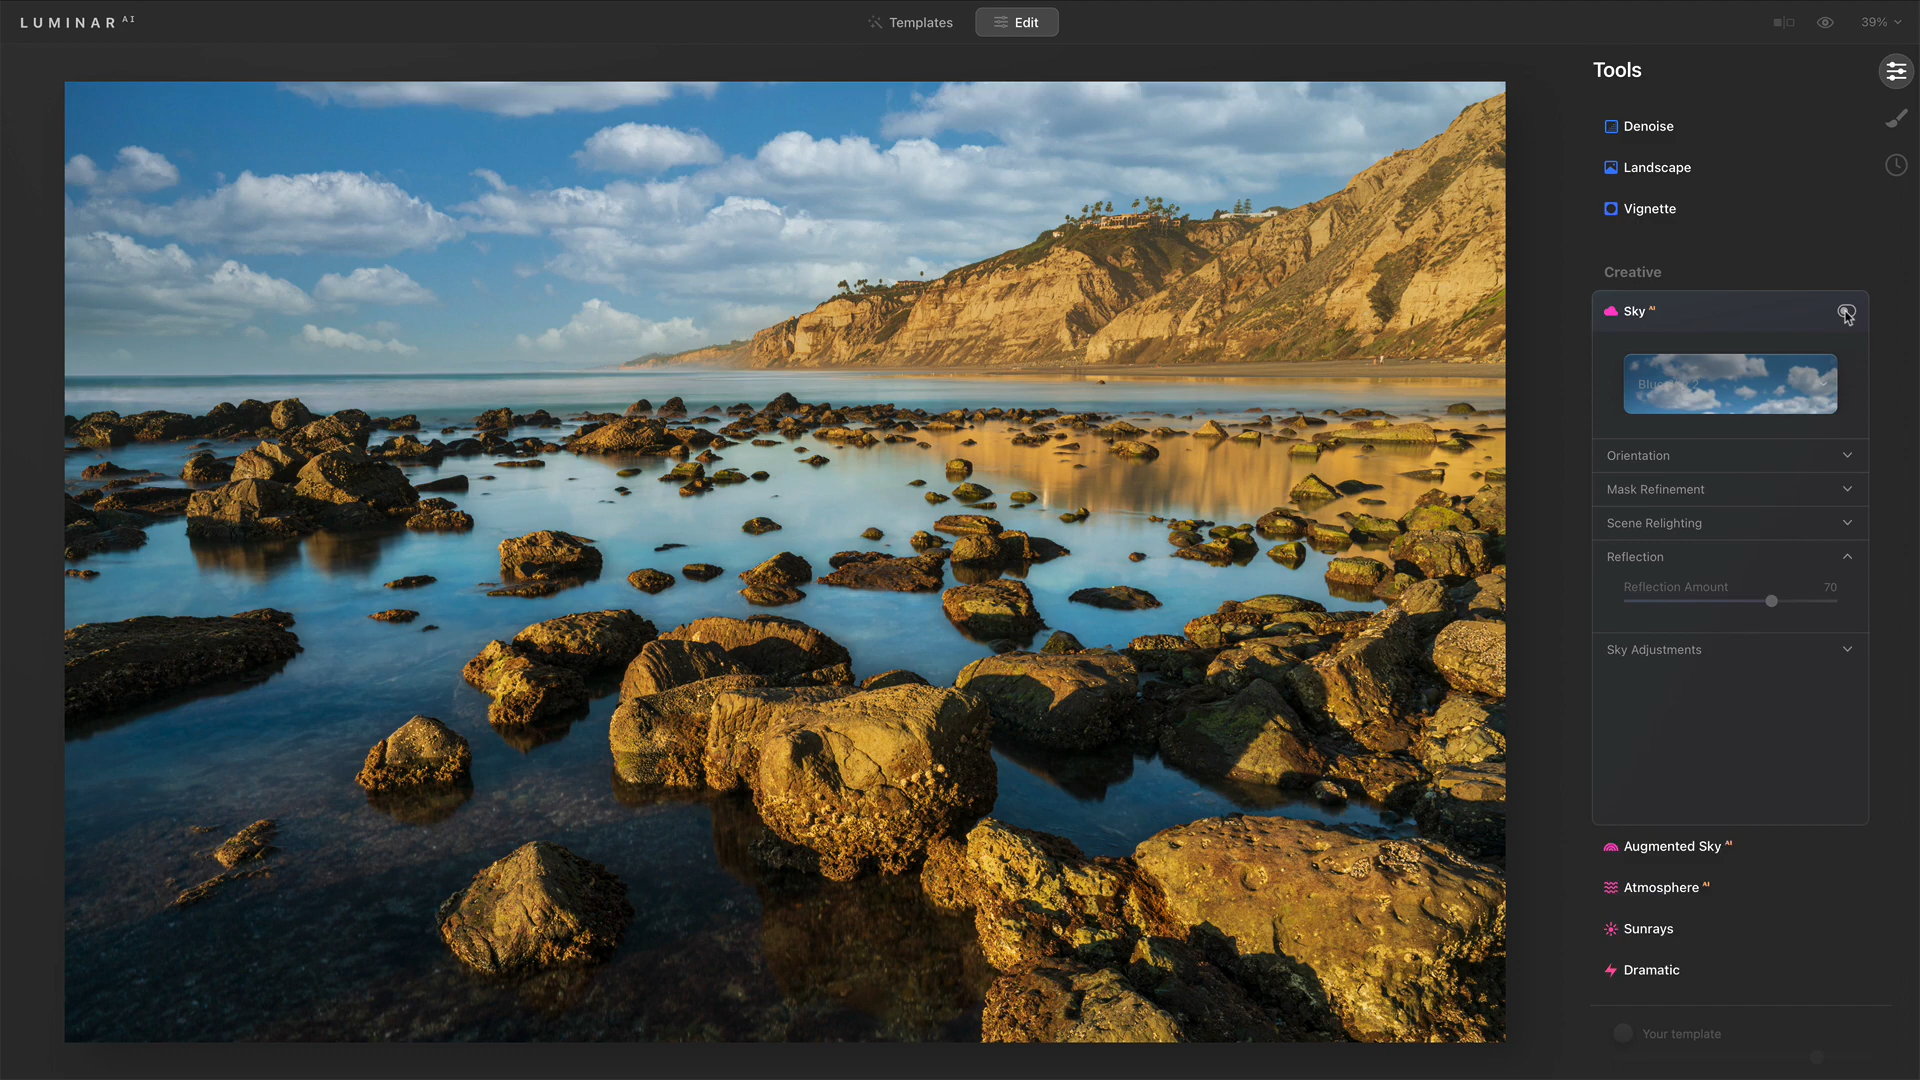 LUMINAR AI
Templates
Edit
39%
Tools
Denoise
Landscape
Vignette
Creative
Sky AI
Orientation
Mask Refinement
Scene Relighting
Reflection
Reflection Amount 70
Sky Adjustments
Augmented Sky AI
Atmosphere AI
Sunrays
Dramatic
Your template